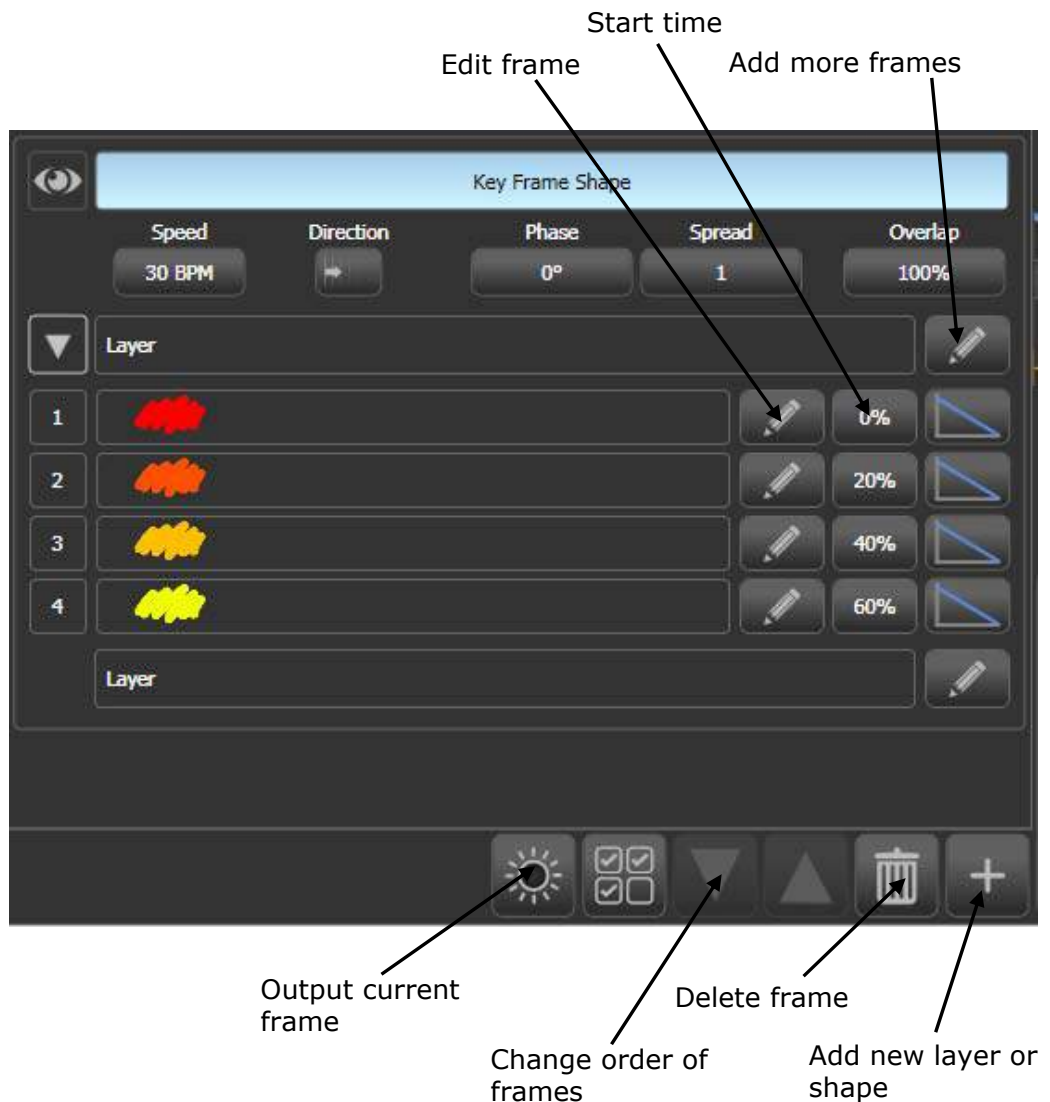 Start time
Edit frame
Add more frames
Key Frame Shape
Speed Direction Phase Spread Overlap
30 BPM 0° 1 100%
Layer
1 0%
2 20%
3 40%
4 60%
Layer
Output current
frame
Delete frame
Change order of
frames
Add new layer or
shape